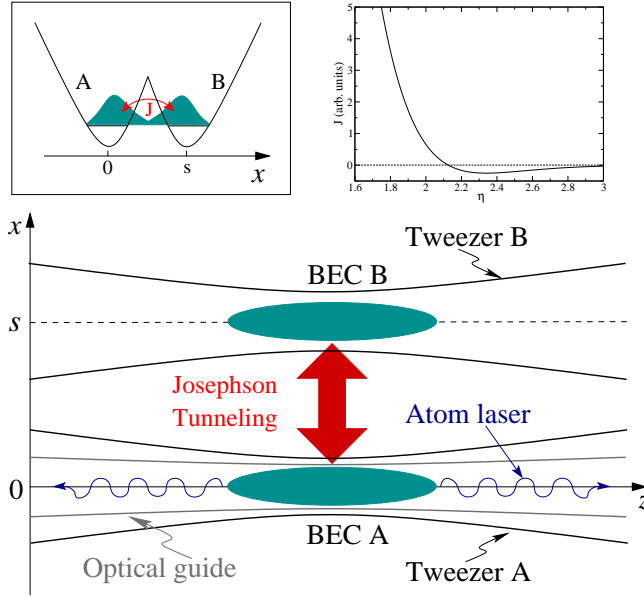 A
B
J
0
s
x
J (arb. units)
5
4
3
2
1
0
1.6
1.8
2
2.2
2.4
2.6
2.8
3
η
x
Tweezer B
BEC B
s
Josephson
Tunneling
Atom laser
0
z
BEC A
Optical guide
Tweezer A